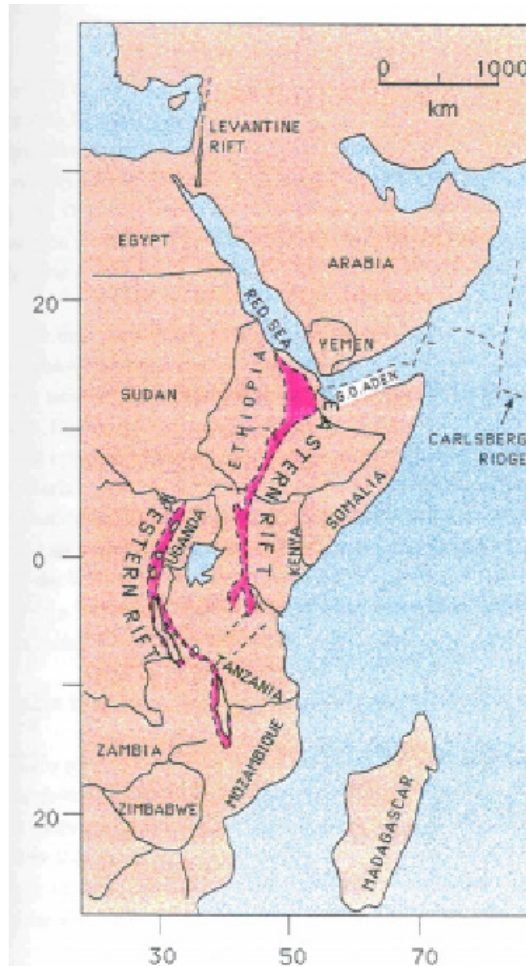 0 1000
km
LEVANTINE
RIFT
EGYPT
ARABIA
20
RED SEA
YEMEN
SUDAN
ETHIOPIA
G.O.ADEN
EASTERN RIFT
CARLSBERG
RIDGE
SOMALIA
WESTERN RIFT
UGANDA
KENYA
0
TANZANIA
ZAMBIA
MOZAMBIQUE
ZIMBABWE
20
MADAGASCAR
30 50 70